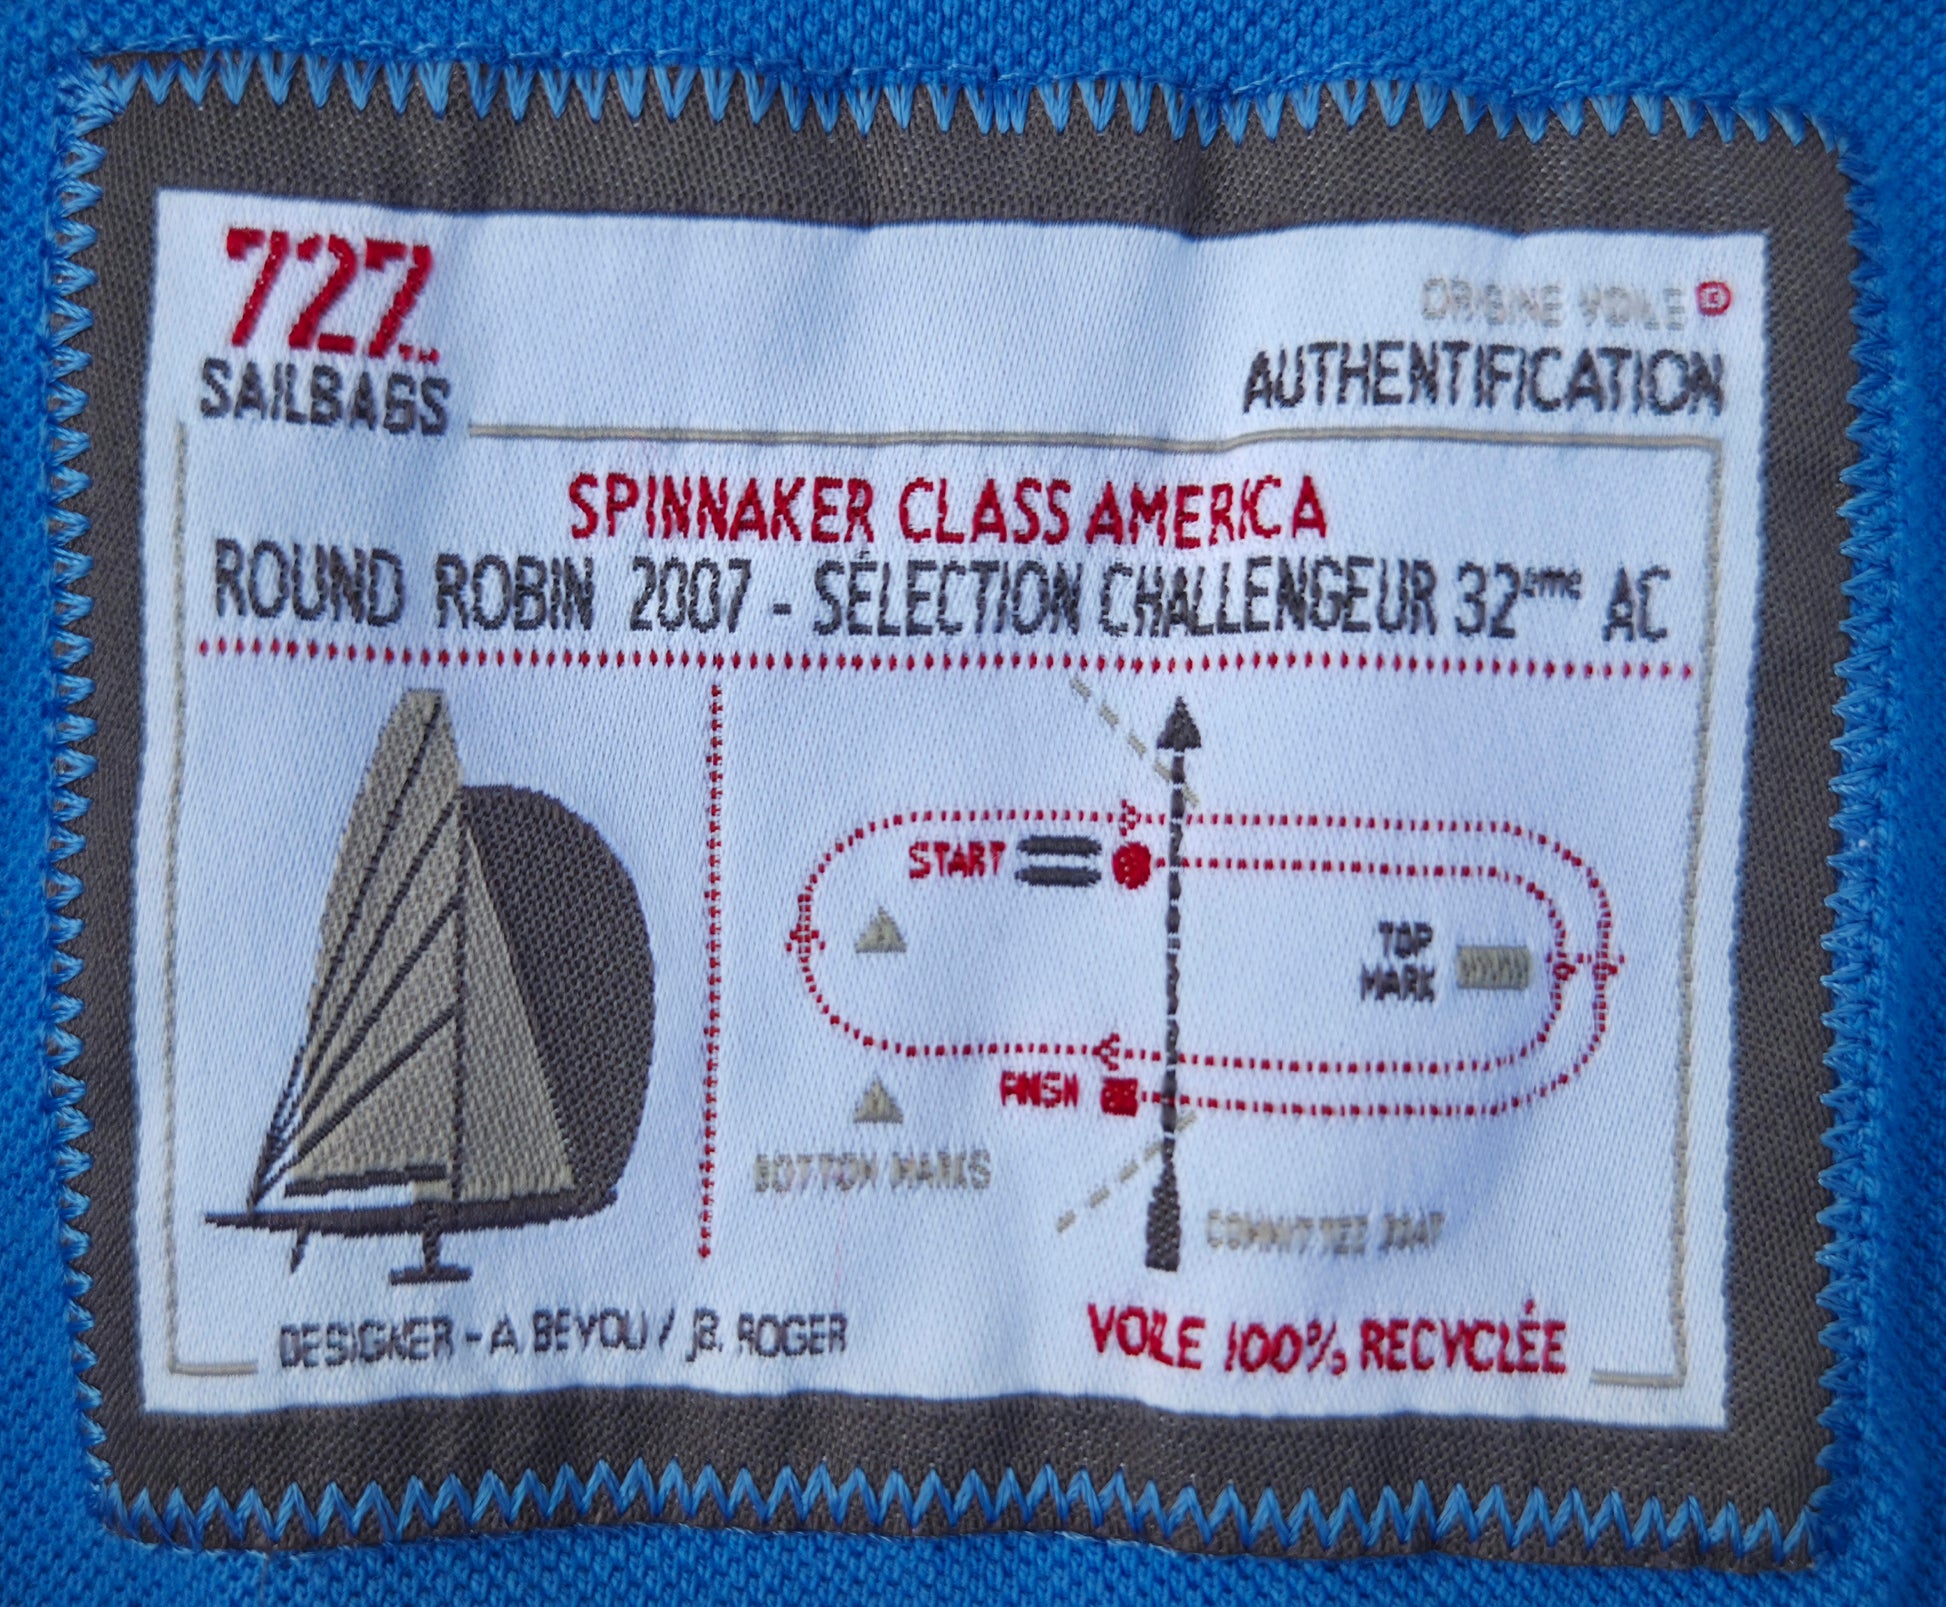 727
SAILBAGS
ORIGINE VOILE ®
AUTHENTIFICATION
SPINNAKER CLASS AMERICA
ROUND ROBIN 2007 - SÉLECTION CHALLENGEUR 32ème AC
START
TOP
MARK
FINISH
BOTTOM MARKS
COMMITTEE BOAT
DESIGNER - A. BEYOU / JB. ROGER
VOILE 100% RECYCLÉE